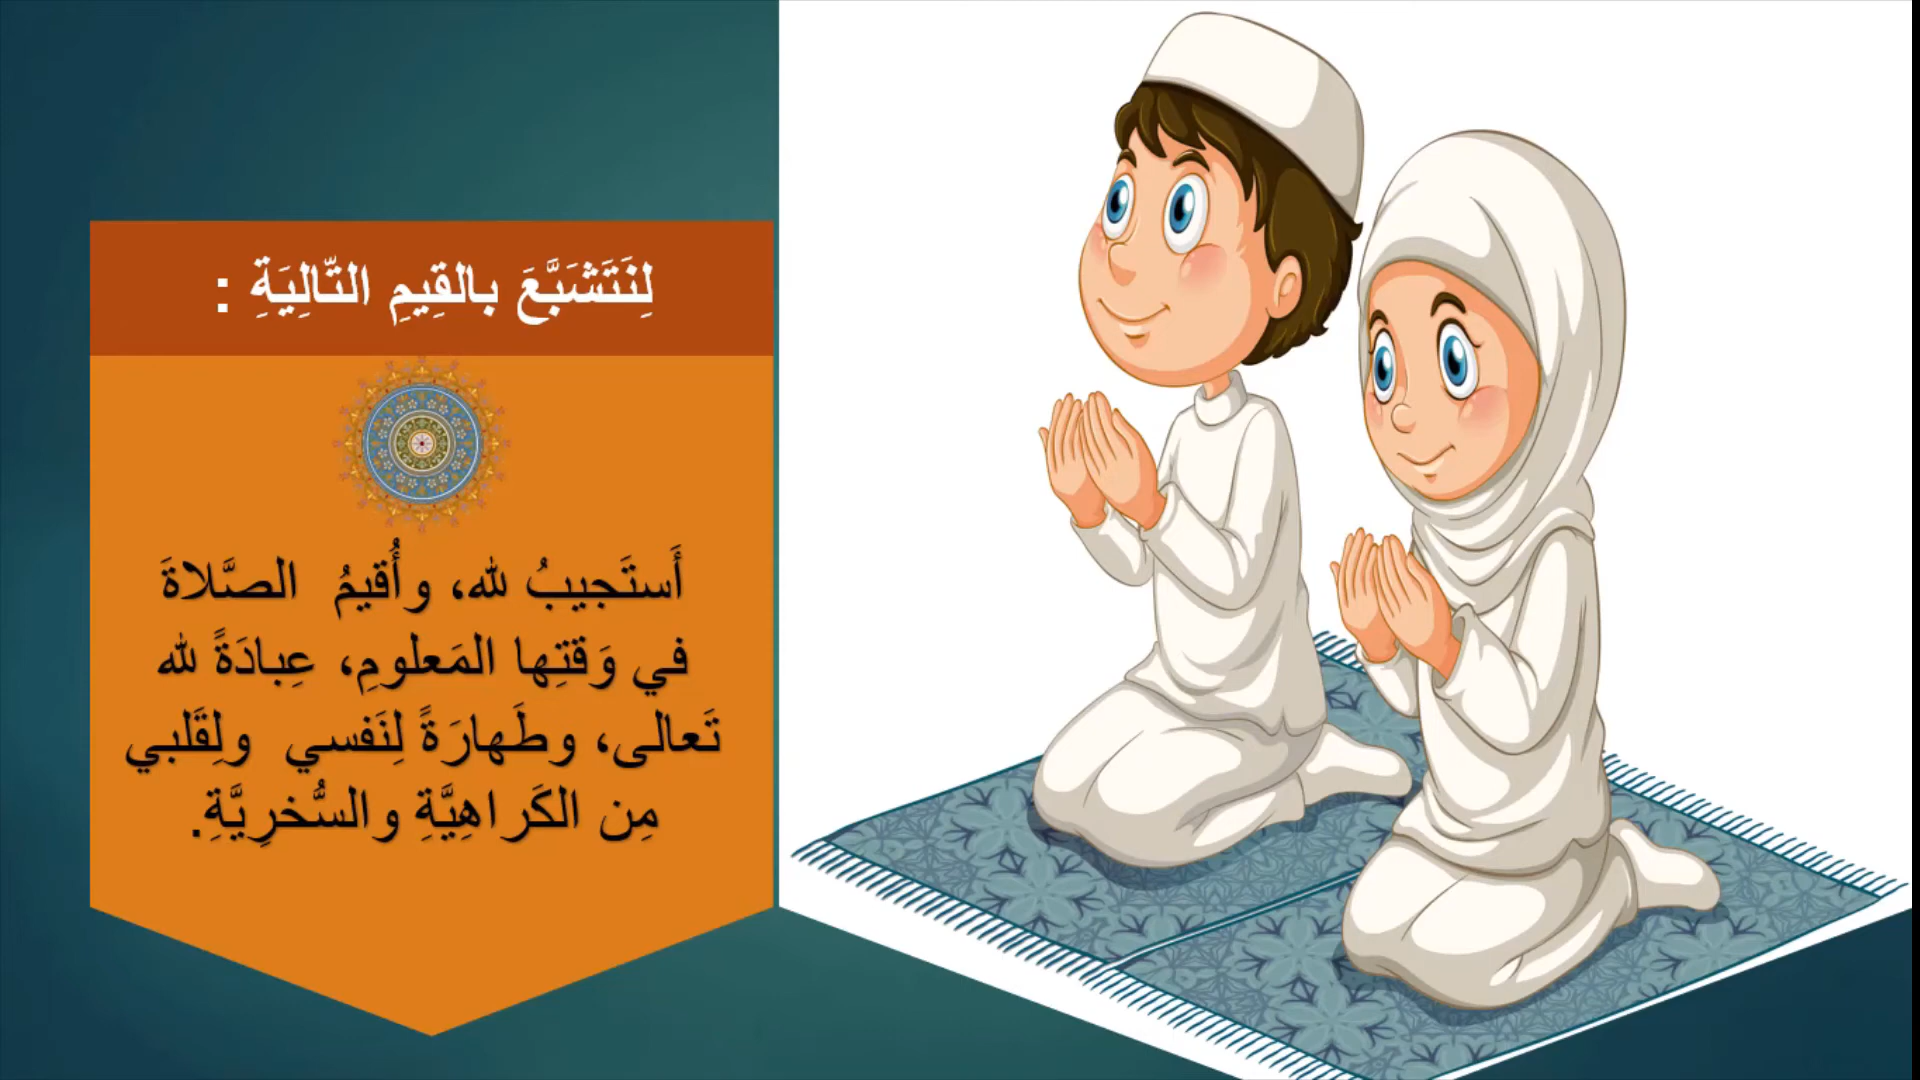 لِنَتَشَبَّعَ بالقِيمِ التّالِيَةِ :
أَستَجيبُ لله، وأُقيمُ الصَّلاةَ
في وَقتِها المَعلومِ، عِبادَةً لله
تَعالى، وطَهارَةً لِنَفسي ولِقَلبي
مِن الكَراهِيَّةِ والسُّخرِيَّةِ.